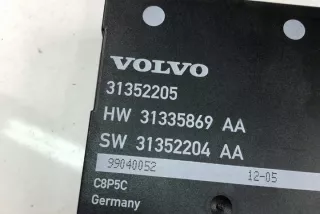 VOLVO
31352205
HW 31335869 AA
SW 31352204 AA
99040052 12-05
C8P5C
Germany